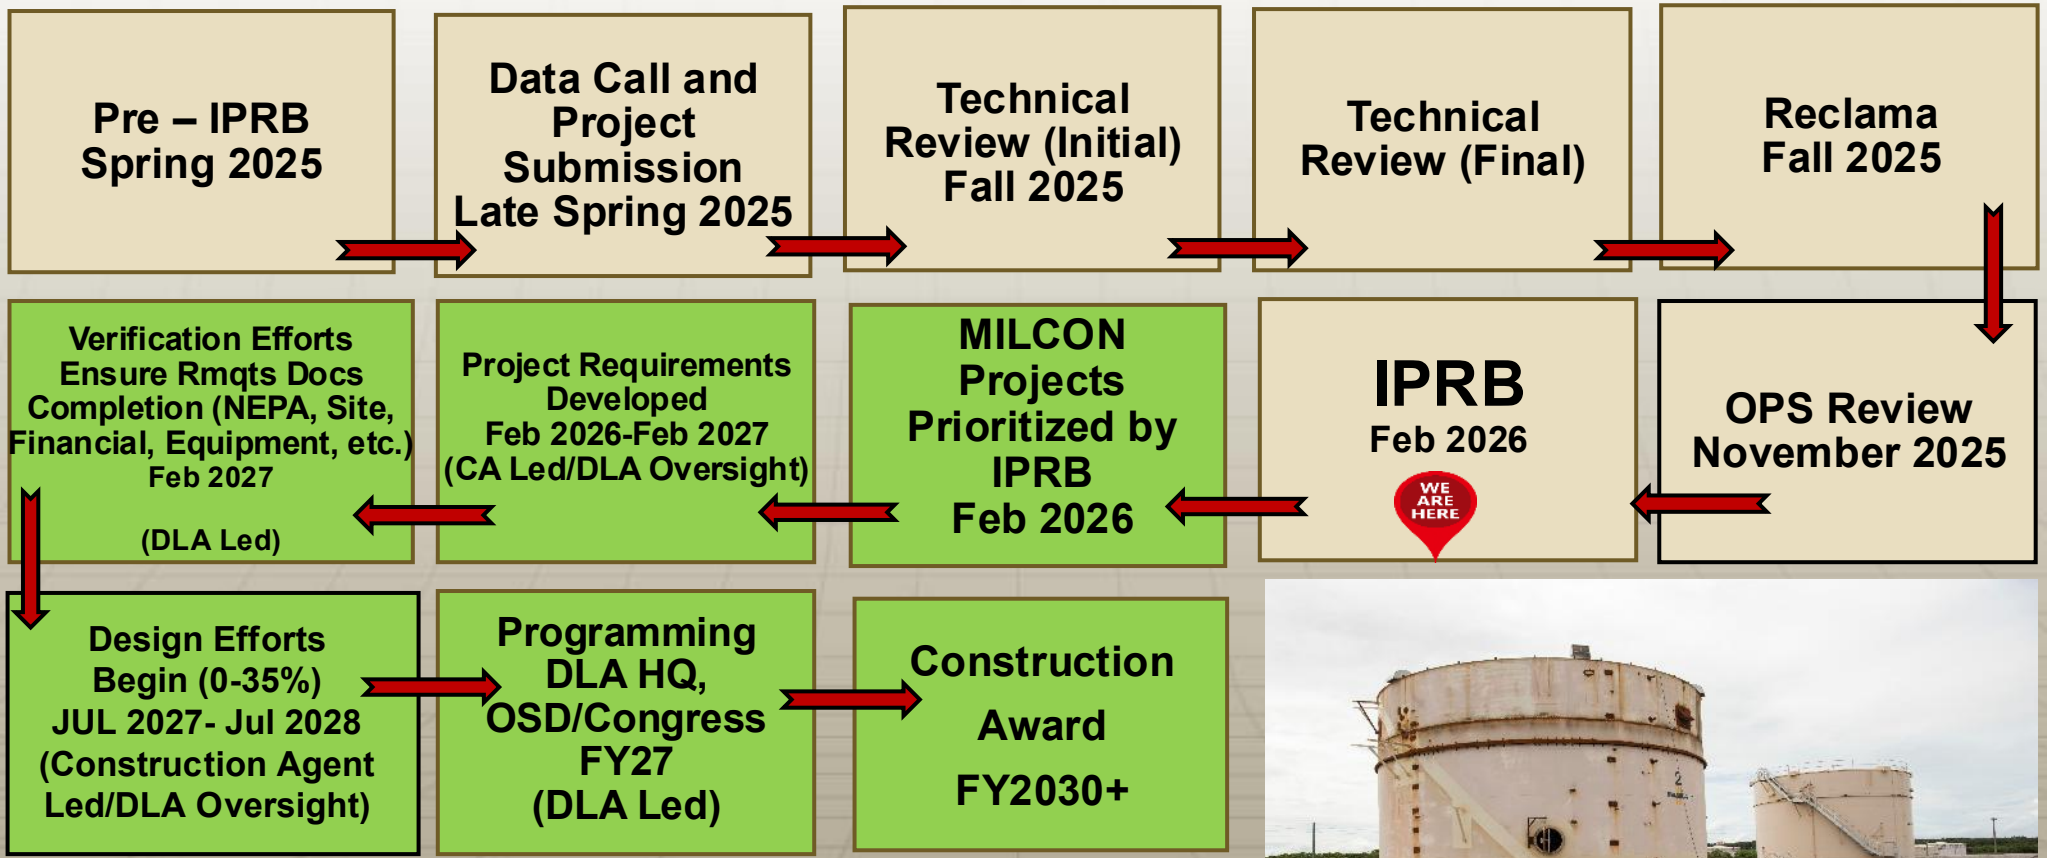 Pre – IPRB
Spring 2025
Data Call and
Project
Submission
Late Spring 2025
Technical
Review (Initial)
Fall 2025
Technical
Review (Final)
Reclama
Fall 2025
Verification Efforts
Ensure Rmqts Docs
Completion (NEPA, Site,
Financial, Equipment, etc.)
Feb 2027
(DLA Led)
Project Requirements
Developed
Feb 2026-Feb 2027
(CA Led/DLA Oversight)
MILCON
Projects
Prioritized by
IPRB
Feb 2026
IPRB
Feb 2026
WE
ARE
HERE
OPS Review
November 2025
Design Efforts
Begin (0-35%)
JUL 2027- Jul 2028
(Construction Agent
Led/DLA Oversight)
Programming
DLA HQ,
OSD/Congress
FY27
(DLA Led)
Construction
Award
FY2030+
2